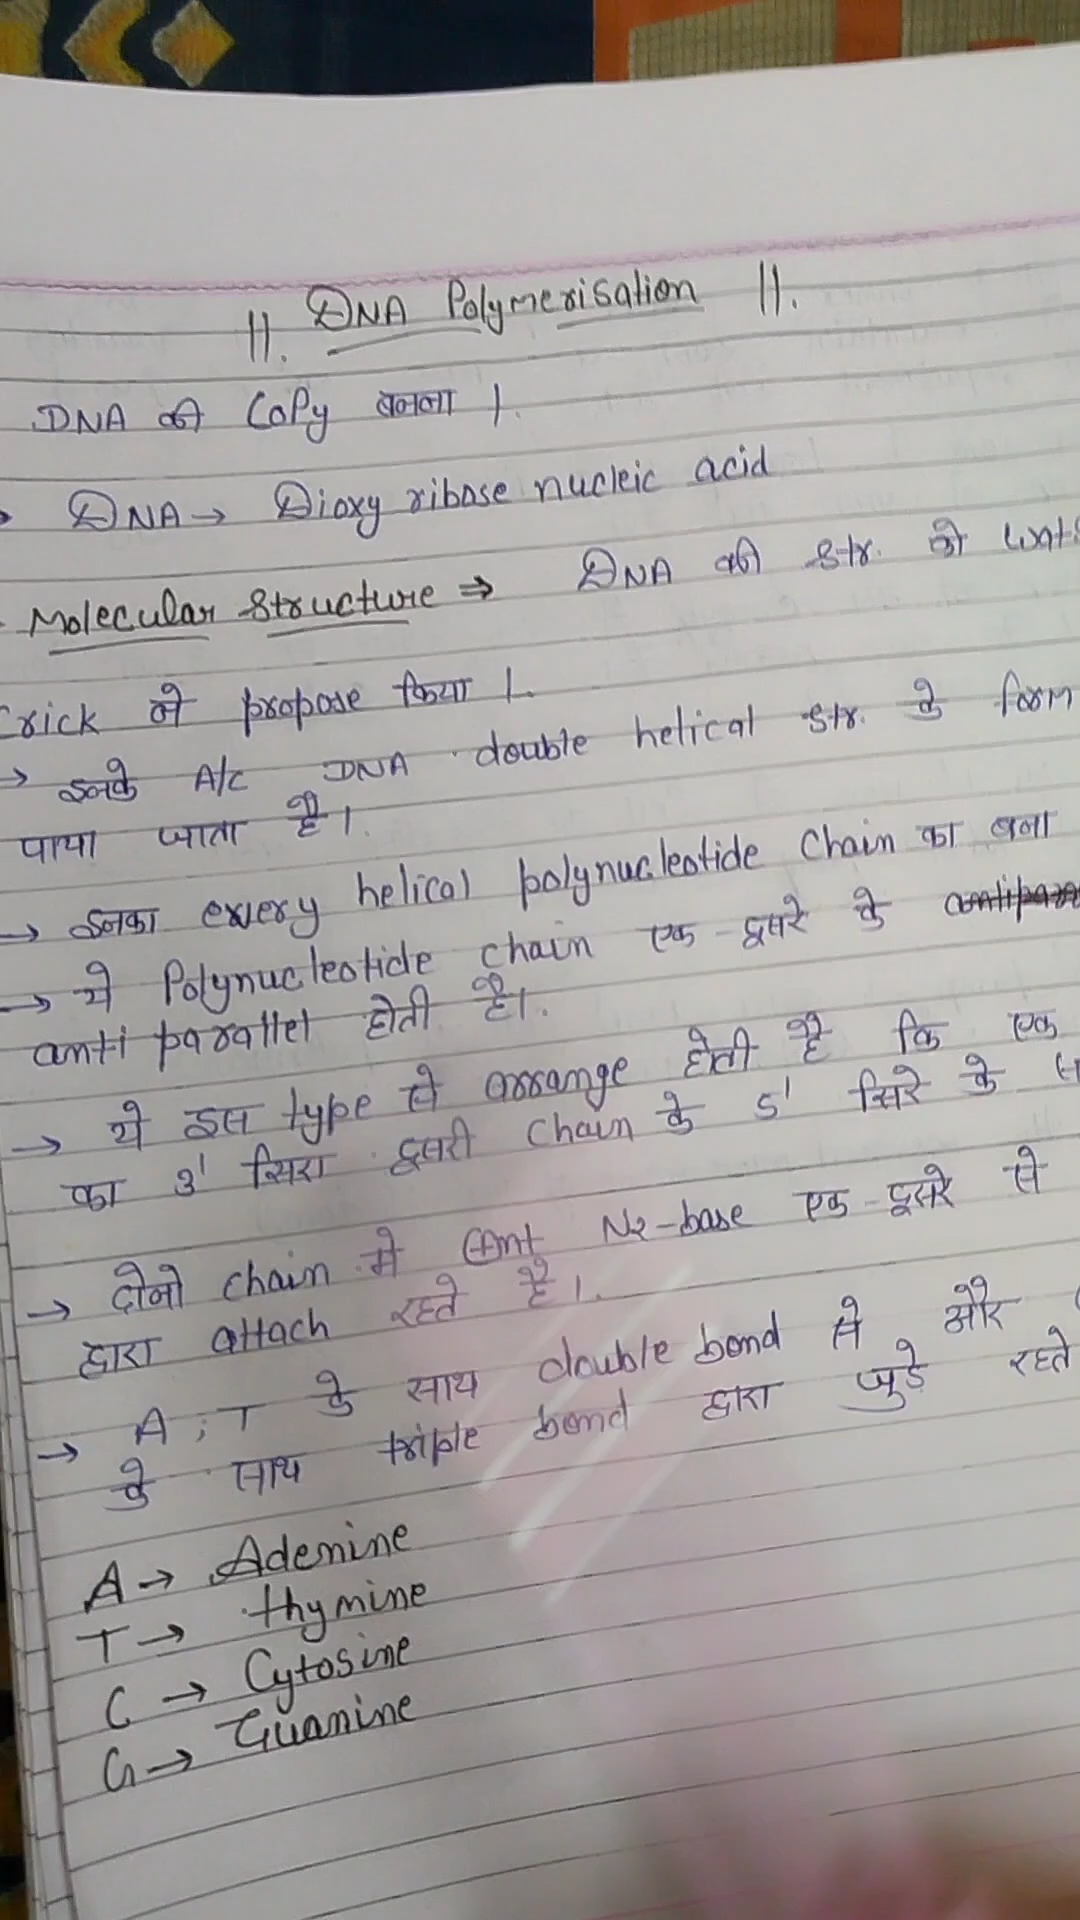 ||. DNA Polymerisation ||.
DNA की Copy बनना |.
DNA → Dioxy ribose nucleic acid
Molecular Structure ⇒ DNA की str. को
Crick ने propose किया |.
→ इनके A/c DNA double helical str. के form
पाया जाता है |.
→ इनका every helical polynucleotide chain का बना
→ ये Polynucleotide chain एक-दूसरे के
anti parallel होती है |.
→ ये इस type से arrange होती है कि एक
का 3' सिरा दूसरी chain के 5' सिरे के
→ दोनो chain मे N2-base एक-दूसरे से
द्वारा attach रहते है |.
→ A ; T के साथ double bond से और
के साथ triple bond द्वारा जुड़े रहते
A → Adenine
T → thymine
C → Cytosine
G → Guanine